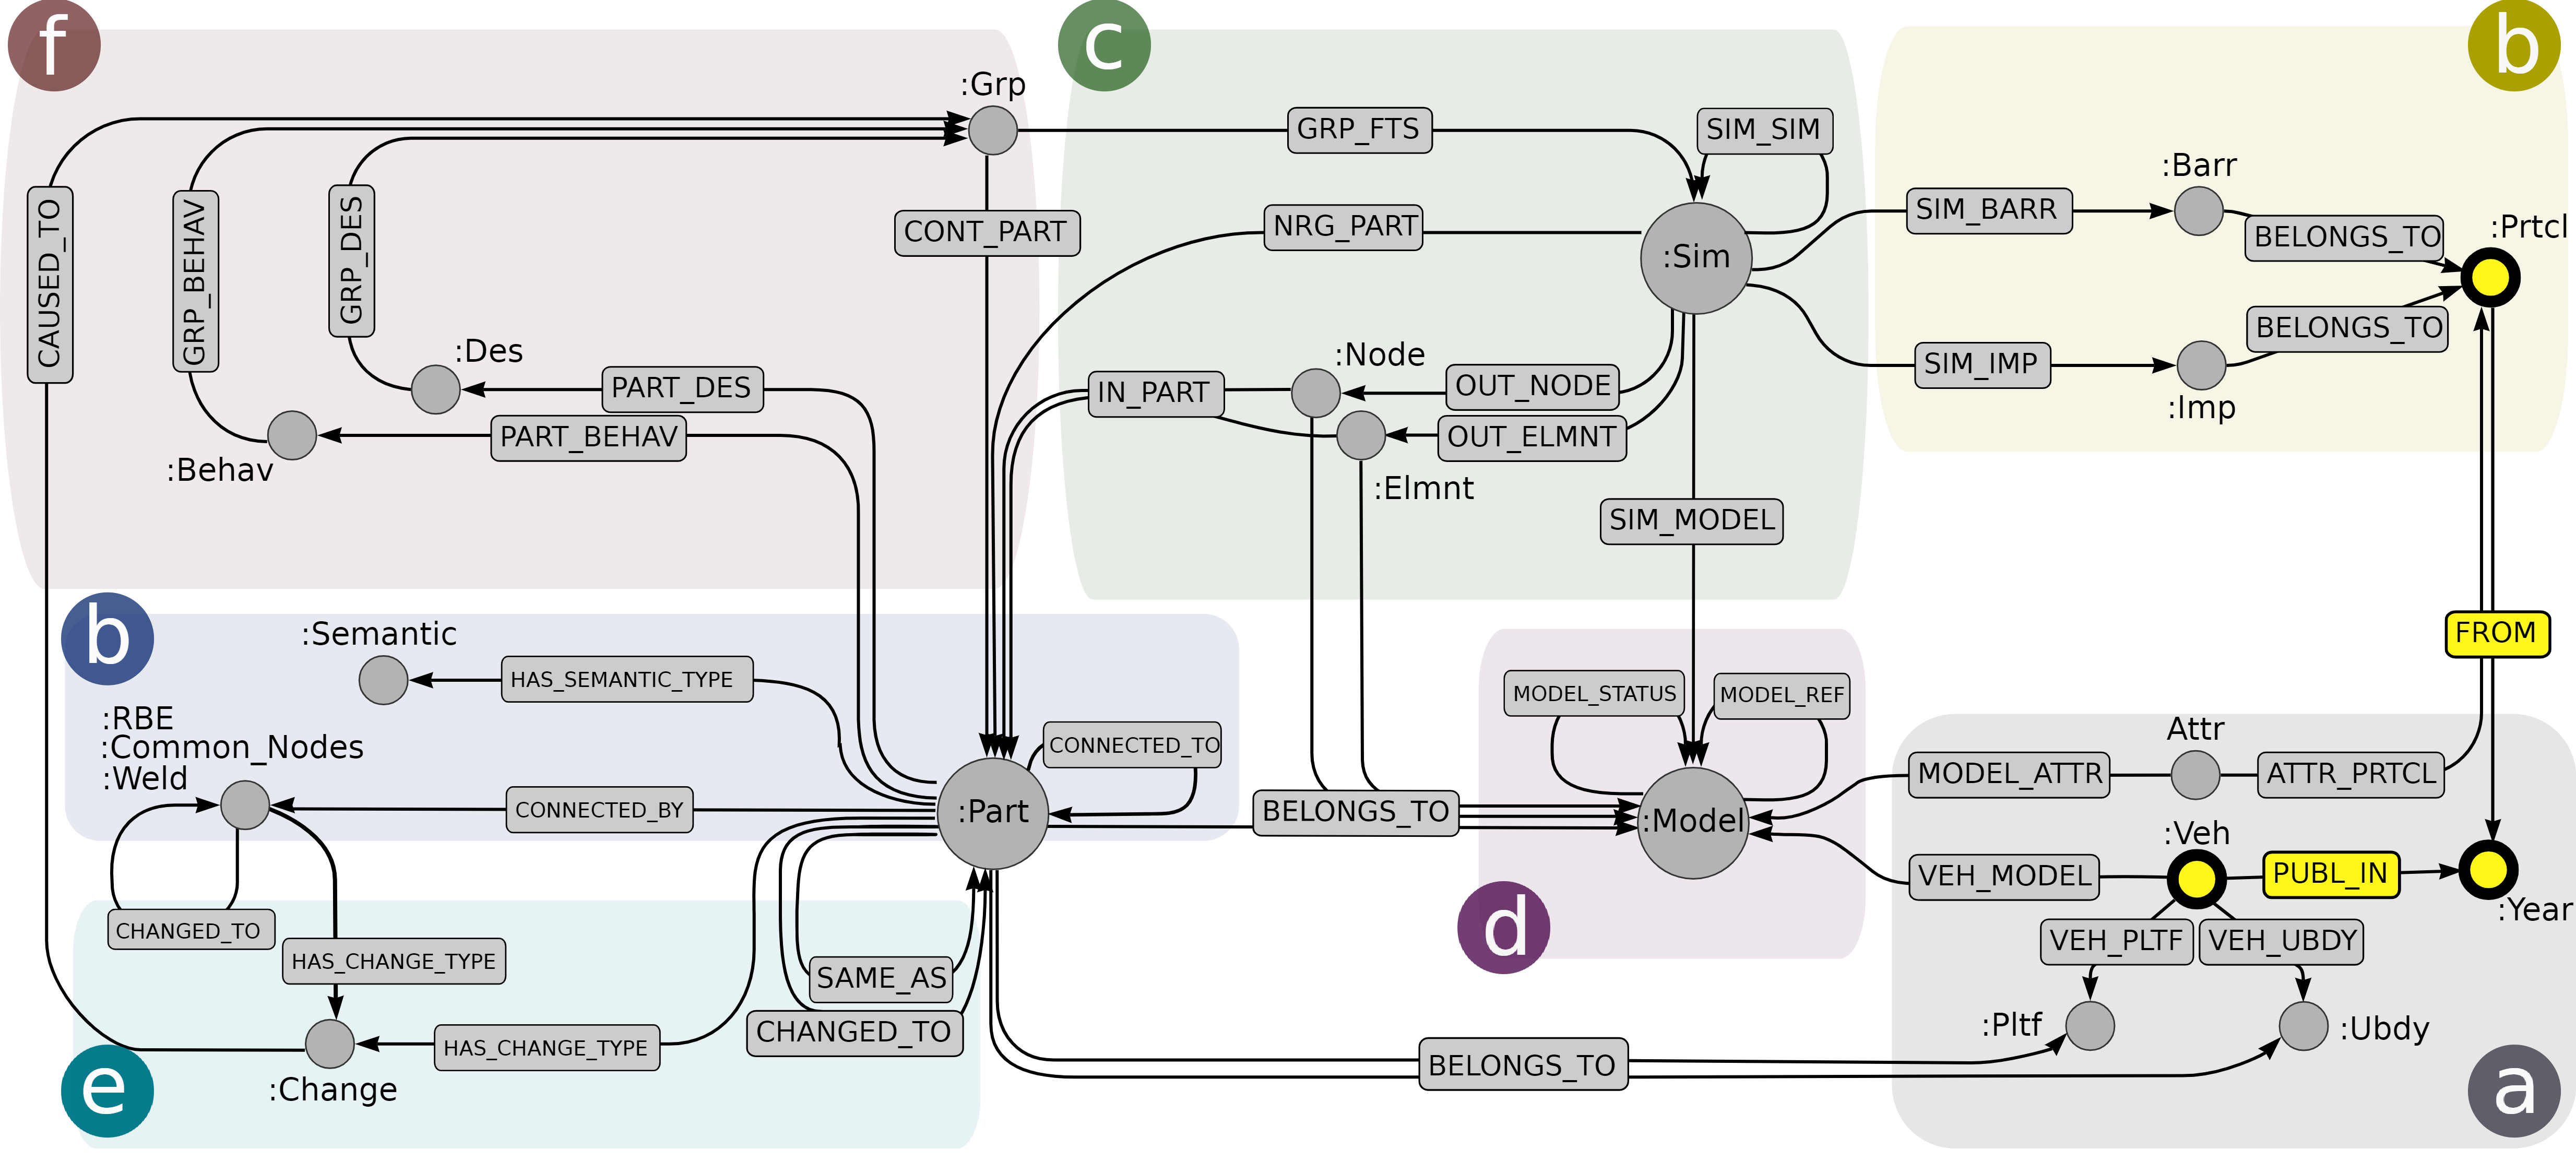 f
c
b
:Grp
GRP_FTS
SIM_SIM
:Barr
SIM_BARR
BELONGS_TO
:Prtcl
CAUSED_TO
GRP_BEHAV
GRP_DES
CONT_PART
NRG_PART
:Sim
BELONGS_TO
SIM_IMP
:Imp
:Des
PART_DES
:Node
IN_PART
OUT_NODE
PART_BEHAV
OUT_ELMNT
:Behav
:Elmnt
SIM_MODEL
b
:Semantic
HAS_SEMANTIC_TYPE
FROM
:RBE
:Common_Nodes
:Weld
CONNECTED_TO
MODEL_STATUS
MODEL_REF
Attr
MODEL_ATTR
ATTR_PRTCL
CONNECTED_BY
:Part
BELONGS_TO
:Model
:Veh
VEH_MODEL
PUBL_IN
:Year
CHANGED_TO
HAS_CHANGE_TYPE
SAME_AS
d
VEH_PLTF
VEH_UBDY
CHANGED_TO
HAS_CHANGE_TYPE
:Change
e
BELONGS_TO
:Pltf
:Ubdy
a